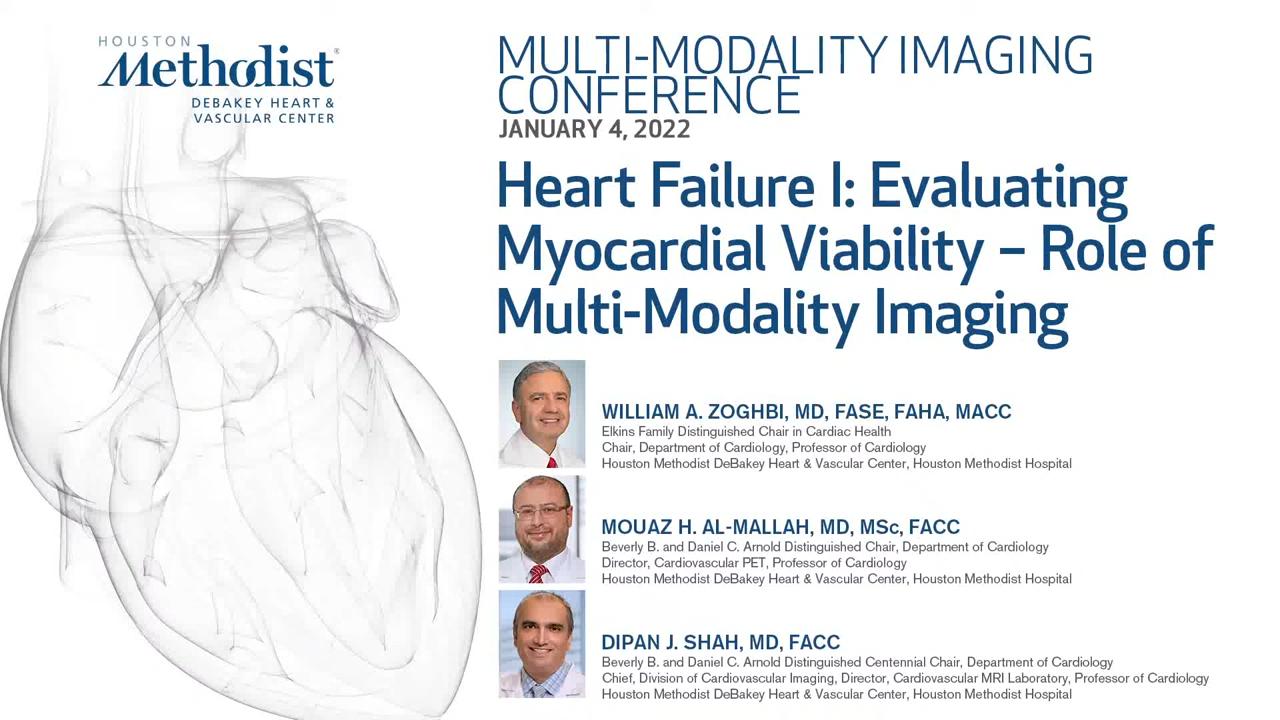 HOUSTON
Methodist®
DEBAKEY HEART &
VASCULAR CENTER
MULTI-MODALITY IMAGING
CONFERENCE
JANUARY 4, 2022
Heart Failure I: Evaluating
Myocardial Viability – Role of
Multi-Modality Imaging
WILLIAM A. ZOGHBI, MD, FASE, FAHA, MACC
Elkins Family Distinguished Chair in Cardiac Health
Chair, Department of Cardiology, Professor of Cardiology
Houston Methodist DeBakey Heart & Vascular Center, Houston Methodist Hospital
MOUAZ H. AL-MALLAH, MD, MSc, FACC
Beverly B. and Daniel C. Arnold Distinguished Chair, Department of Cardiology
Director, Cardiovascular PET, Professor of Cardiology
Houston Methodist DeBakey Heart & Vascular Center, Houston Methodist Hospital
DIPAN J. SHAH, MD, FACC
Beverly B. and Daniel C. Arnold Distinguished Centennial Chair, Department of Cardiology
Chief, Division of Cardiovascular Imaging, Director, Cardiovascular MRI Laboratory, Professor of Cardiology
Houston Methodist DeBakey Heart & Vascular Center, Houston Methodist Hospital